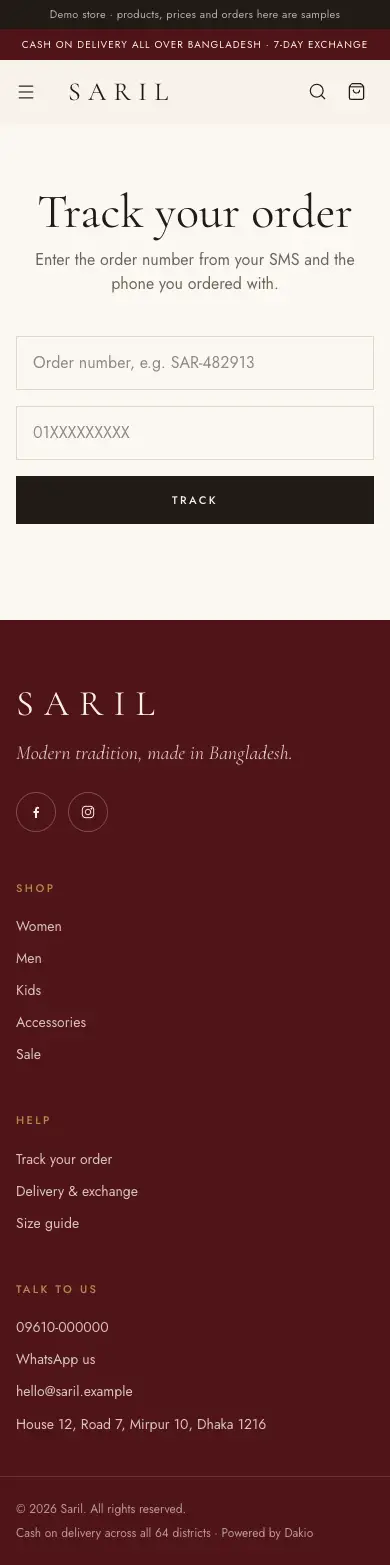 Demo store · products, prices and orders here are samples
CASH ON DELIVERY ALL OVER BANGLADESH · 7-DAY EXCHANGE
SARIL
Track your order
Enter the order number from your SMS and the
phone you ordered with.
Order number, e.g. SAR-482913
01XXXXXXXXX
TRACK
SARIL
Modern tradition, made in Bangladesh.
SHOP
Women
Men
Kids
Accessories
Sale
HELP
Track your order
Delivery & exchange
Size guide
TALK TO US
09610-000000
WhatsApp us
hello@saril.example
House 12, Road 7, Mirpur 10, Dhaka 1216
© 2026 Saril. All rights reserved.
Cash on delivery across all 64 districts · Powered by Dakio